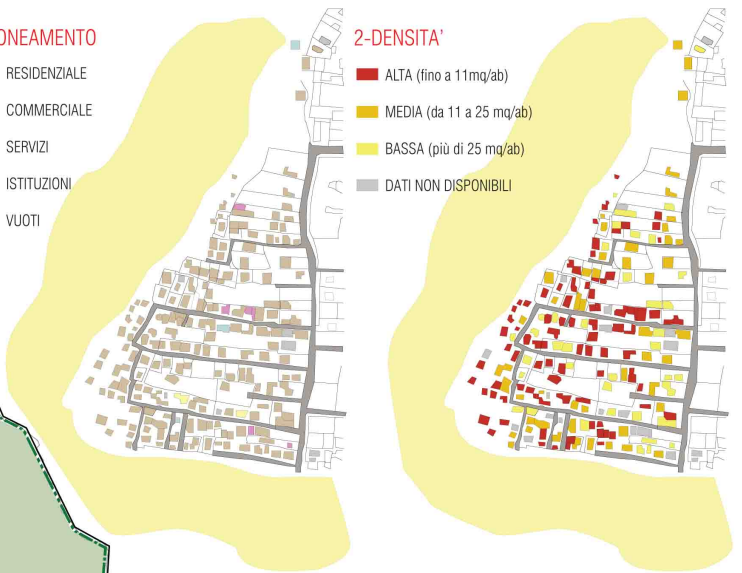 ONEAMENTO
RESIDENZIALE
COMMERCIALE
SERVIZI
ISTITUZIONI
VUOTI
2-DENSITA'
ALTA (fino a 11mq/ab)
MEDIA (da 11 a 25 mq/ab)
BASSA (più di 25 mq/ab)
DATI NON DISPONIBILI